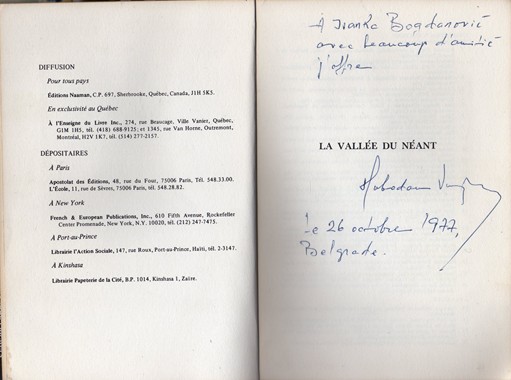 DIFFUSION
Pour tous pays
Éditions Naaman, C.P. 697, Sherbrooke, Québec, Canada, J1H 5K5.
En exclusivité au Québec
À l'Enseigne du Livre Inc., 274, rue Beaucage, Ville Vanier, Québec,
G1M 1H5, tél. (418) 688-9125; et 1345, rue Van Horne, Outremont,
Montréal, H2V 1K7, tél. (514) 277-2157.
DÉPOSITAIRES
À Paris
Apostolat des Éditions, 48, rue du Four, 75006 Paris, Tél. 548.33.00.
L'École, 11, rue de Sèvres, 75006 Paris, tél. 548.28.82.
À New York
French & European Publications, Inc., 610 Fifth Avenue, Rockefeller
Center Promenade, New York, N.Y. 10020, tél. (212) 247-7475.
À Port-au-Prince
Librairie l'Action Sociale, 147, rue Roux, Port-au-Prince, Haïti, tél. 2-3147.
À Kinshasa
Librairie Papeterie de la Cité, B.P. 1014, Kinshasa 1, Zaïre.
À Ivanka Bogdanović
avec beaucoup d'amitié
j'offre
LA VALLÉE DU NÉANT
Le 26 octobre 1977,
Belgrade.